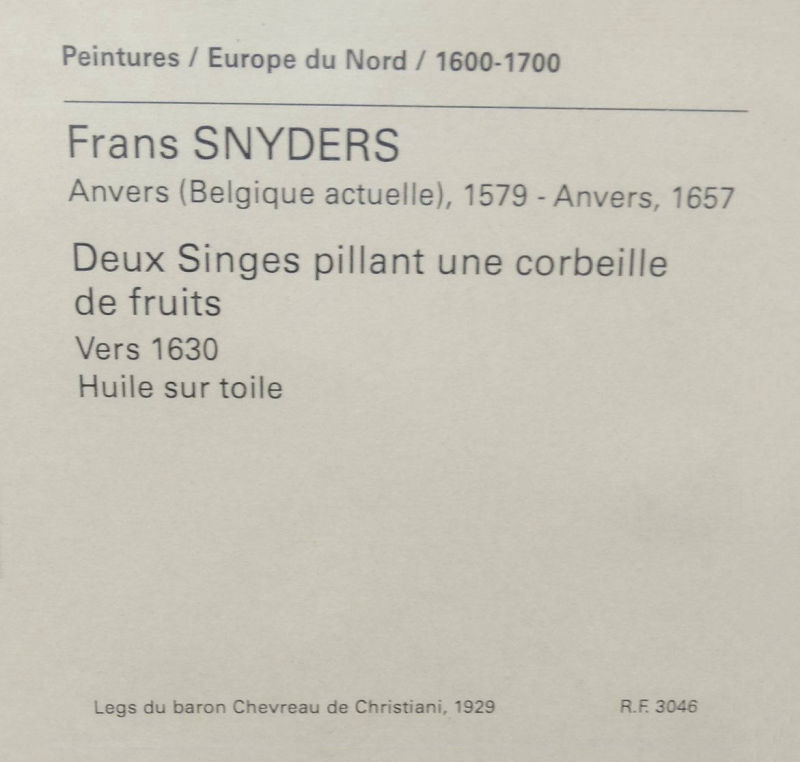 Peintures / Europe du Nord / 1600-1700
Frans SNYDERS
Anvers (Belgique actuelle), 1579 - Anvers, 1657
Deux Singes pillant une corbeille
de fruits
Vers 1630
Huile sur toile
Legs du baron Chevreau de Christiani, 1929 R.F. 3046